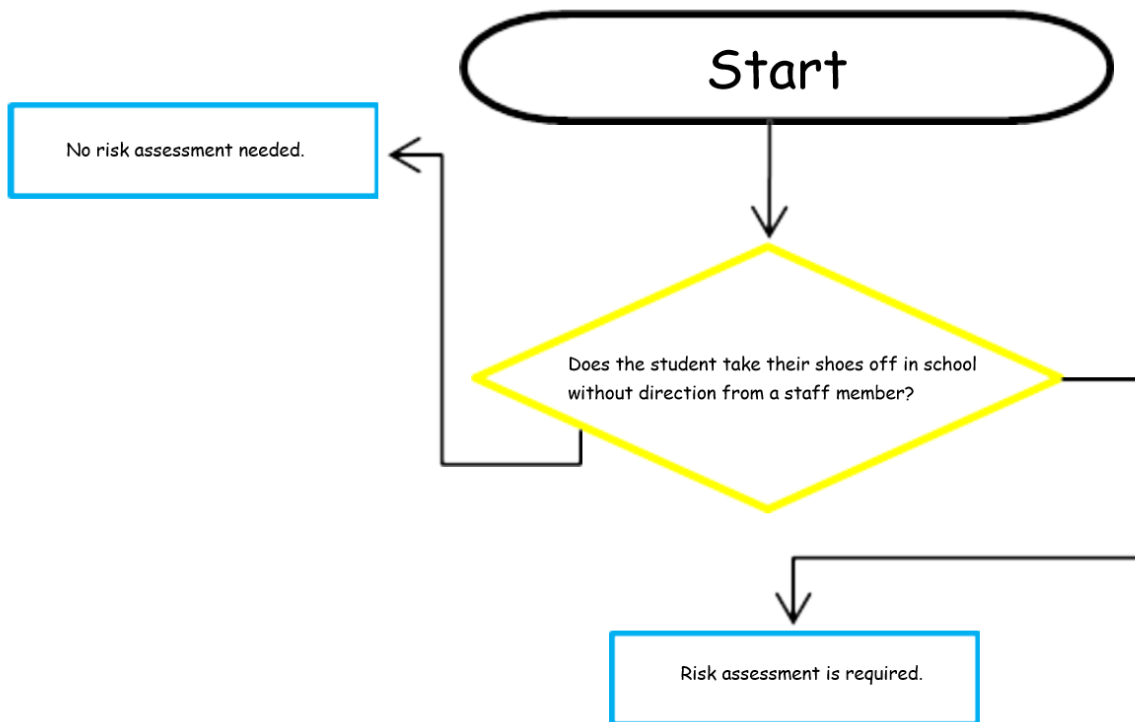 Start
No risk assessment needed.
Does the student take their shoes off in school
without direction from a staff member?
Risk assessment is required.